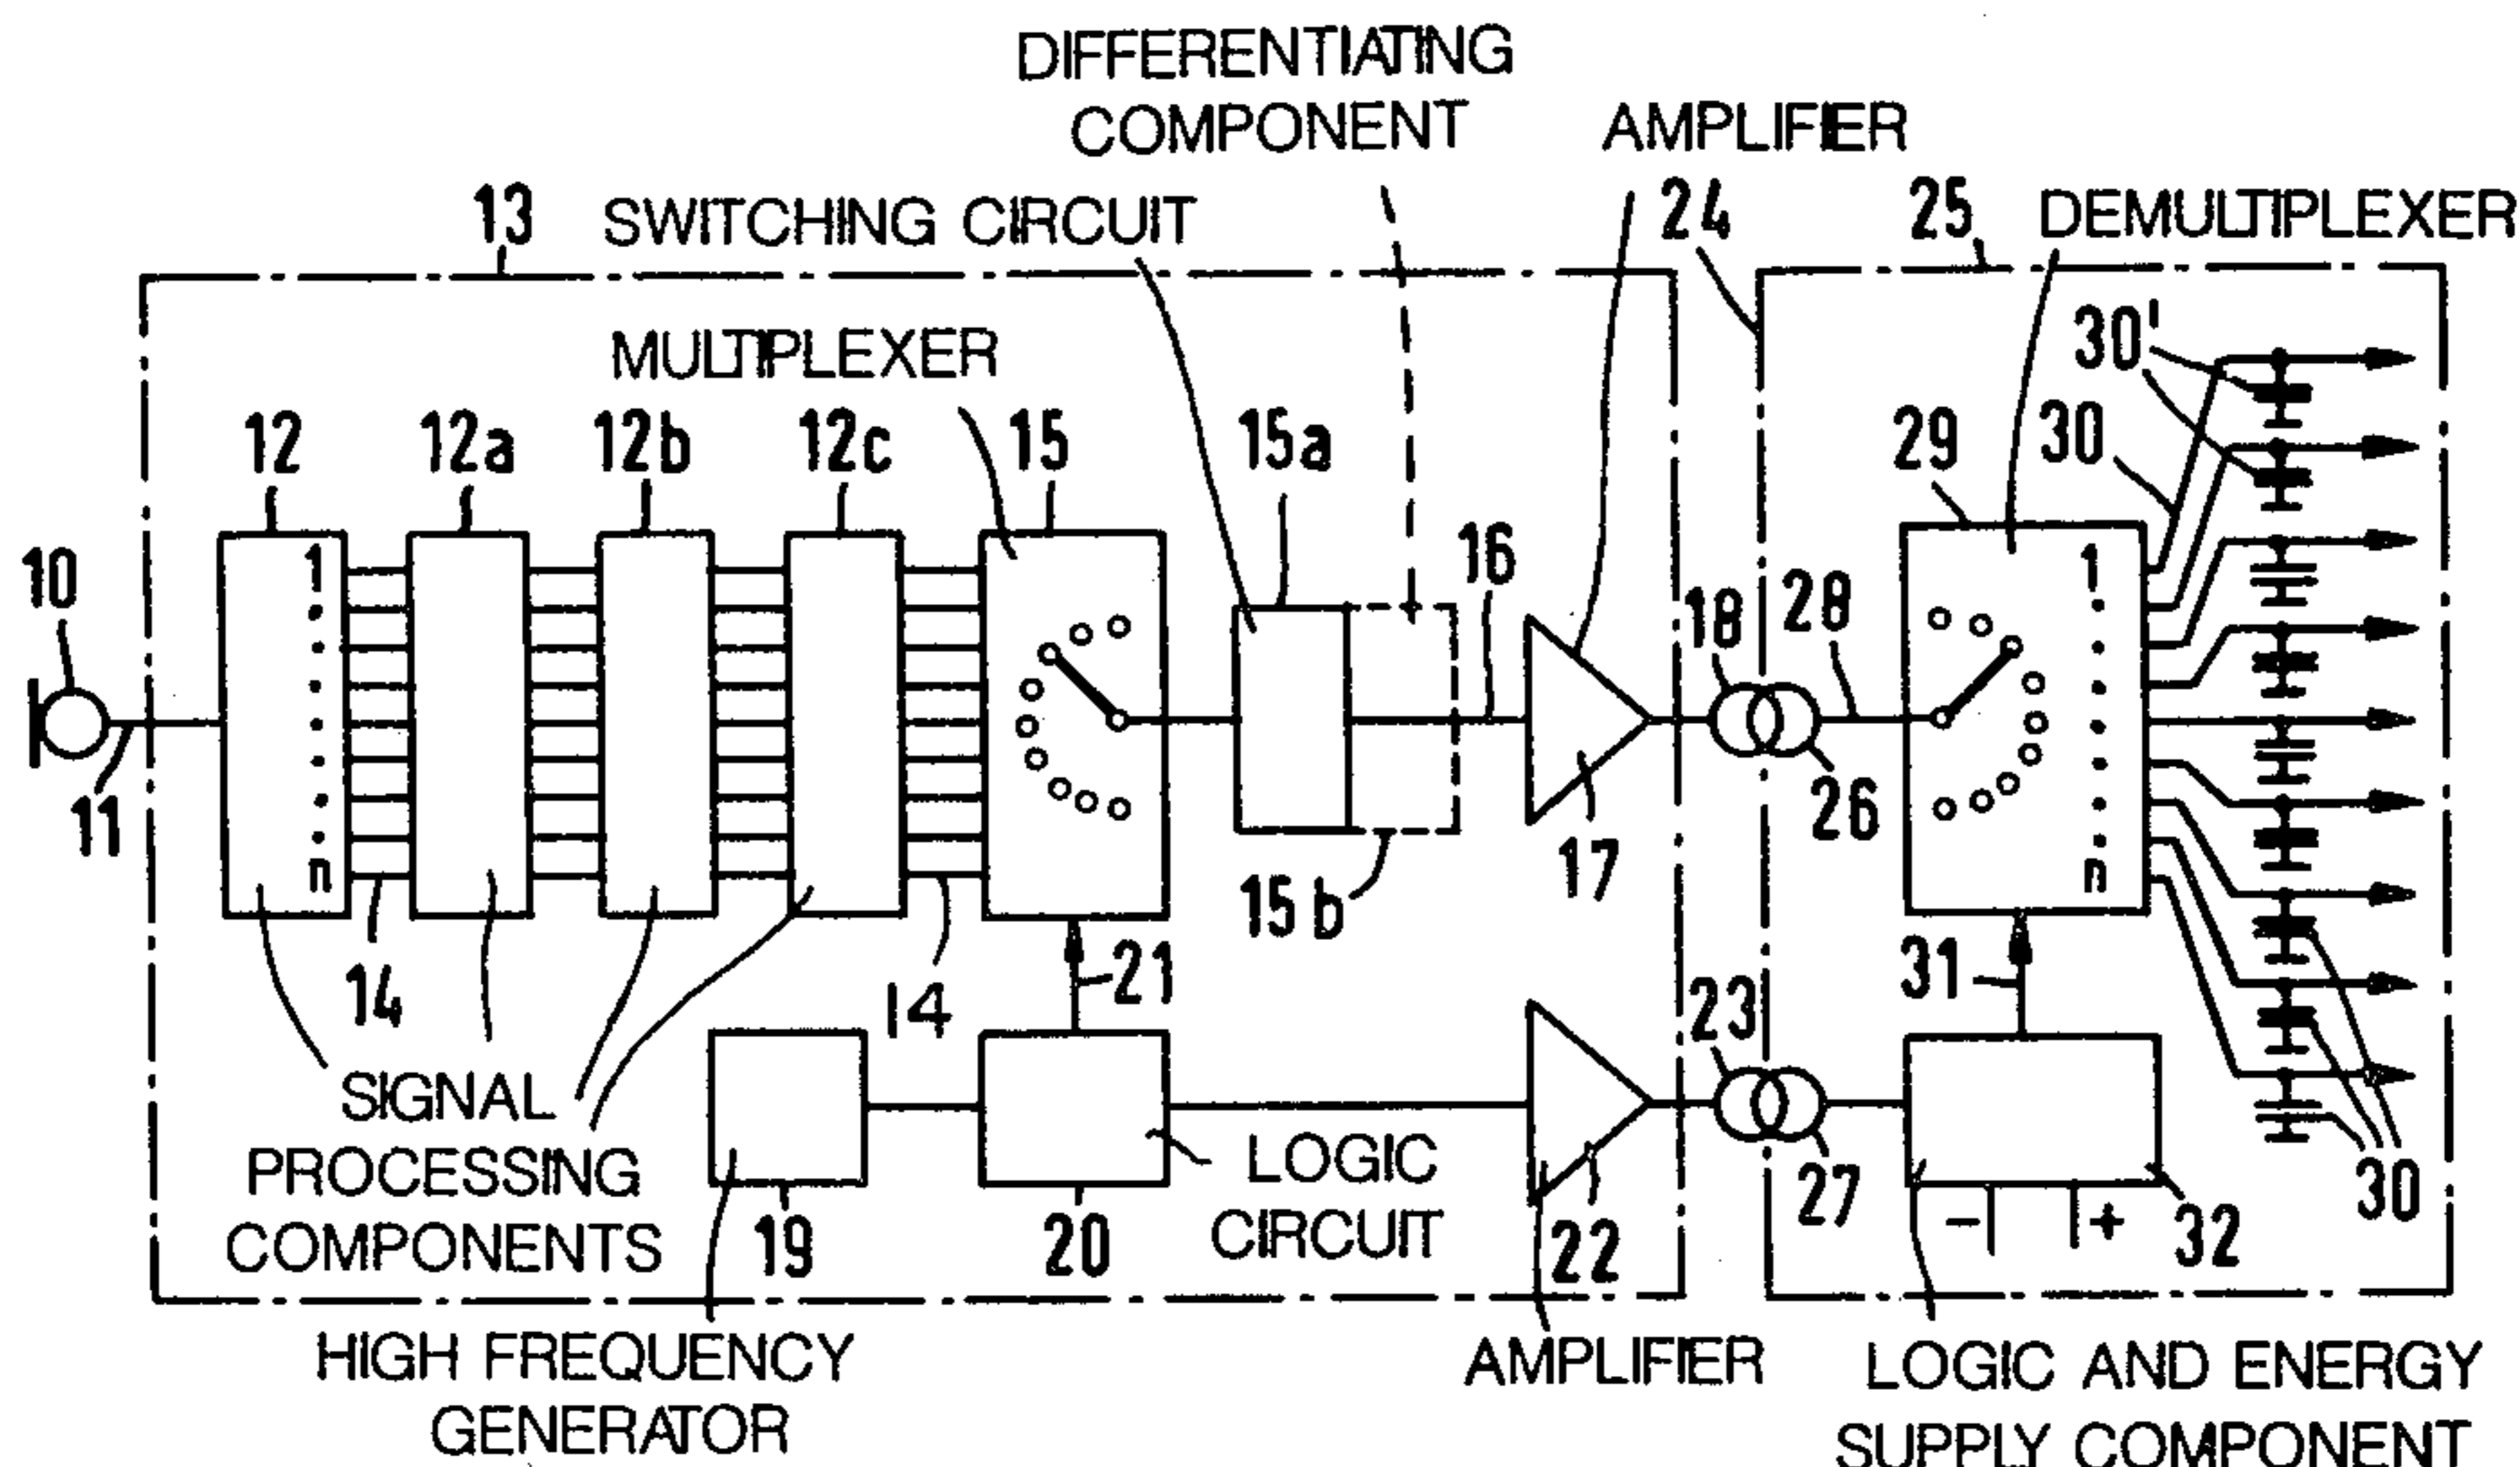 DIFFERENTIATING
COMPONENT
AMPLIFIER
13 SWITCHING CIRCUIT 24 25 DEMULTIPLEXER
MULTIPLEXER 30'
12 12a 12b 12c 15 15a 29 30
10 1 16 18 28 1
11 n 15b 17 26 n
14 14 21 23 31
SIGNAL
PROCESSING
COMPONENTS
19 20 LOGIC
CIRCUIT
22 27 - + 32 30
HIGH FREQUENCY
GENERATOR
AMPLIFIER
LOGIC AND ENERGY
SUPPLY COMPONENT